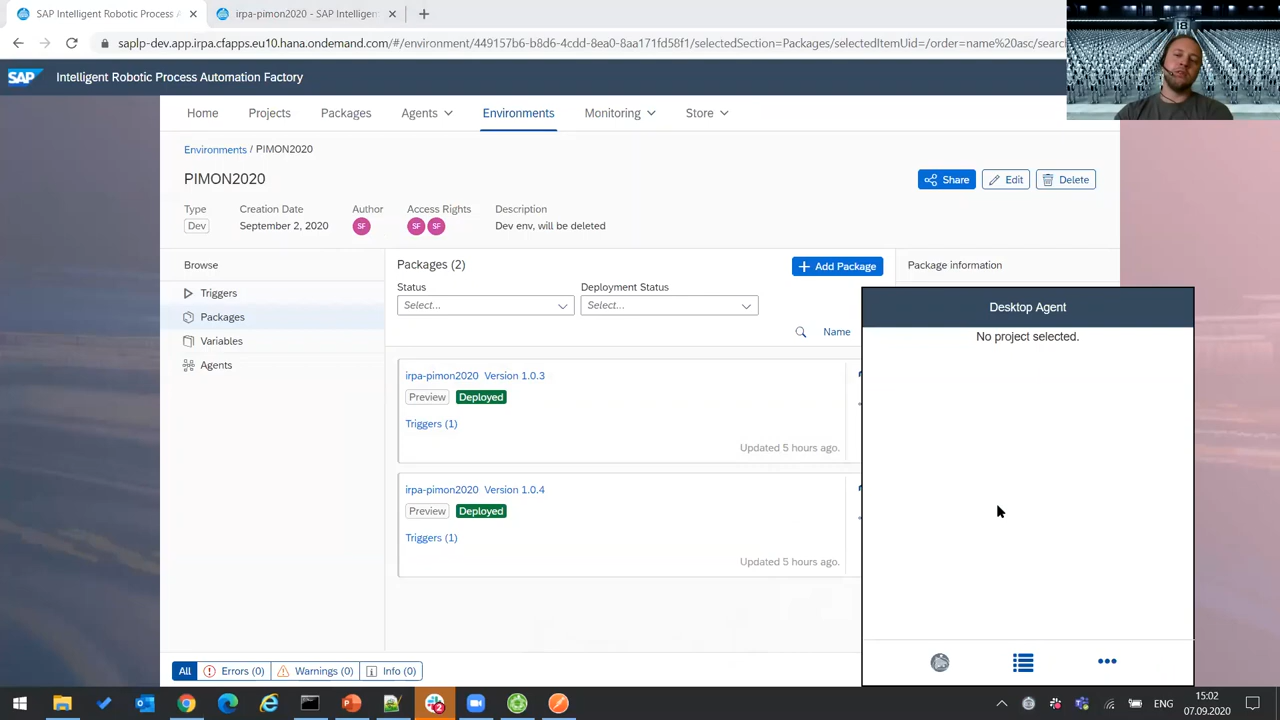 SAP Intelligent Robotic Process A
irpa-pimon2020 - SAP Intelligent
saplp-dev.app.irpa.cfapps.eu10.hana.ondemand.com/#/environment/449157b6-b8d6-4cdd-8ea0-8aa171fd58f1/selectedSection=Packages/selectedItemUid=/order=name%20asc/searc
SAP Intelligent Robotic Process Automation Factory
Home Projects Packages Agents Environments Monitoring Store
Environments / PIMON2020
PIMON2020
Share Edit Delete
Type Creation Date Author Access Rights Description
Dev September 2, 2020 SF SF SF Dev env, will be deleted
Browse
Triggers
Packages
Variables
Agents
Packages (2)
Add Package
Status Deployment Status
Select... Select...
Name
irpa-pimon2020 Version 1.0.3
Preview Deployed
Triggers (1)
Updated 5 hours ago.
irpa-pimon2020 Version 1.0.4
Preview Deployed
Triggers (1)
Updated 5 hours ago.
Package information
Desktop Agent
No project selected.
All Errors (0) Warnings (0) Info (0)
ENG
15:02
07.09.2020